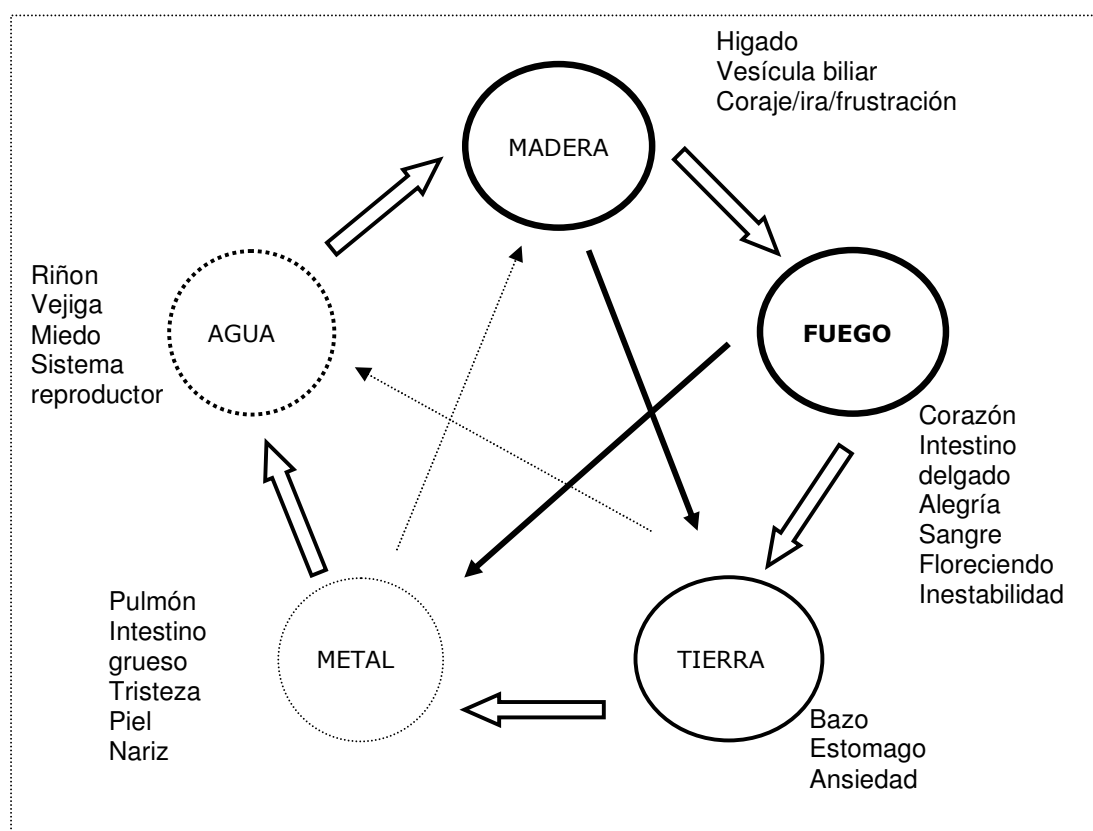 Higado
Vesícula biliar
Coraje/ira/frustración
MADERA
Riñon
Vejiga
Miedo
Sistema
reproductor
AGUA
FUEGO
Corazón
Intestino
delgado
Alegría
Sangre
Floreciendo
Inestabilidad
Pulmón
Intestino
grueso
Tristeza
Piel
Nariz
METAL
TIERRA
Bazo
Estomago
Ansiedad